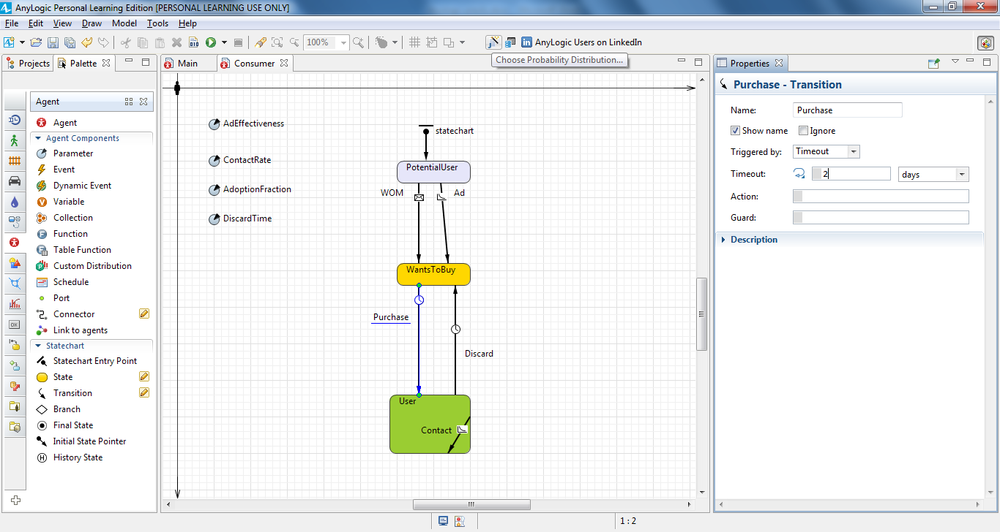 AnyLogic Personal Learning Edition [PERSONAL LEARNING USE ONLY]
File Edit View Draw Model Tools Help
100%
AnyLogic Users on LinkedIn
Choose Probability Distribution...
Projects
Palette
Agent
Agent
Agent Components
Parameter
Event
Dynamic Event
Variable
Collection
Function
Table Function
Custom Distribution
Schedule
Port
Connector
Link to agents
Statechart
Statechart Entry Point
State
Transition
Branch
Final State
Initial State Pointer
History State
Main
Consumer
AdEffectiveness
ContactRate
AdoptionFraction
DiscardTime
statechart
PotentialUser
WOM
Ad
WantsToBuy
Purchase
Discard
User
Contact
Properties
Purchase - Transition
Name: Purchase
Show name Ignore
Triggered by: Timeout
Timeout: 2 days
Action:
Guard:
Description
1 : 2